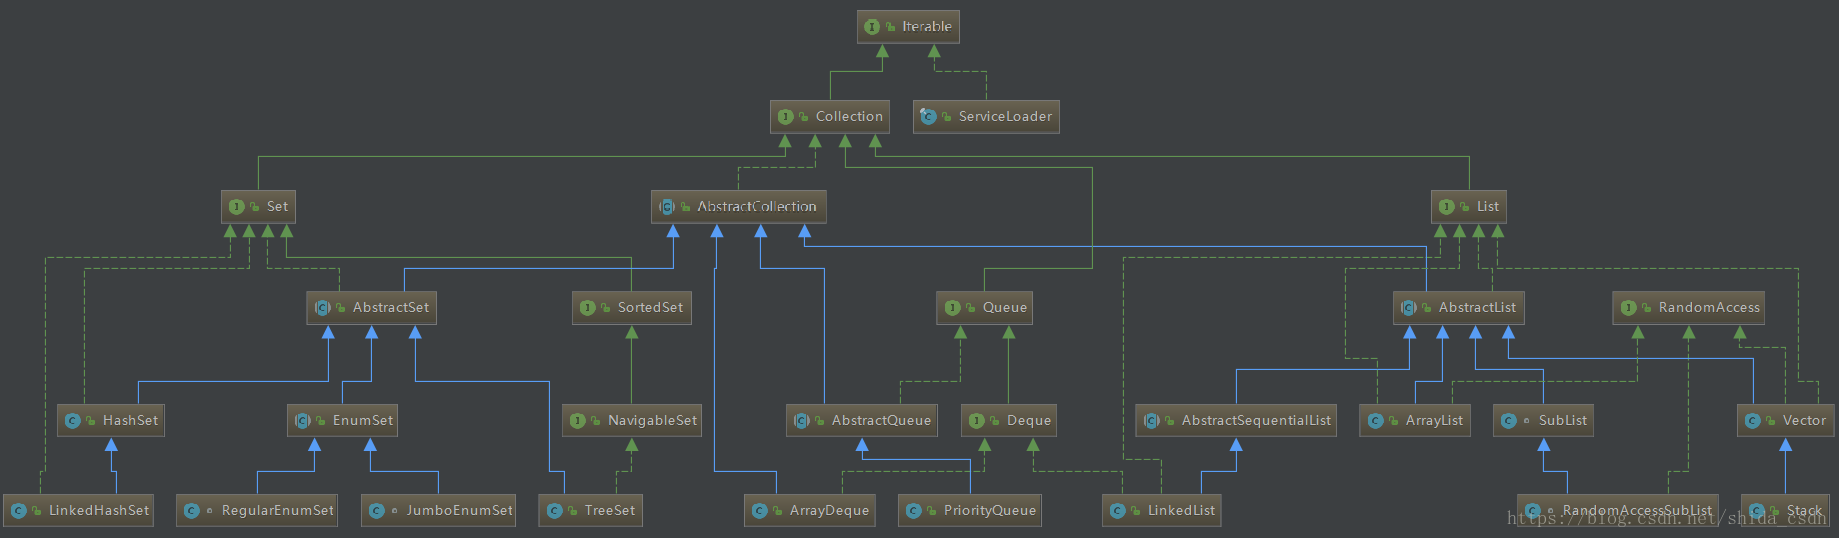 Iterable
Collection
ServiceLoader
Set
AbstractCollection
List
AbstractSet
SortedSet
Queue
AbstractList
RandomAccess
HashSet
EnumSet
NavigableSet
AbstractQueue
Deque
AbstractSequentialList
ArrayList
SubList
Vector
LinkedHashSet
RegularEnumSet
JumboEnumSet
TreeSet
ArrayDeque
PriorityQueue
LinkedList
RandomAccessSubList
Stack
https://blog.csdn.net/shida_csdn